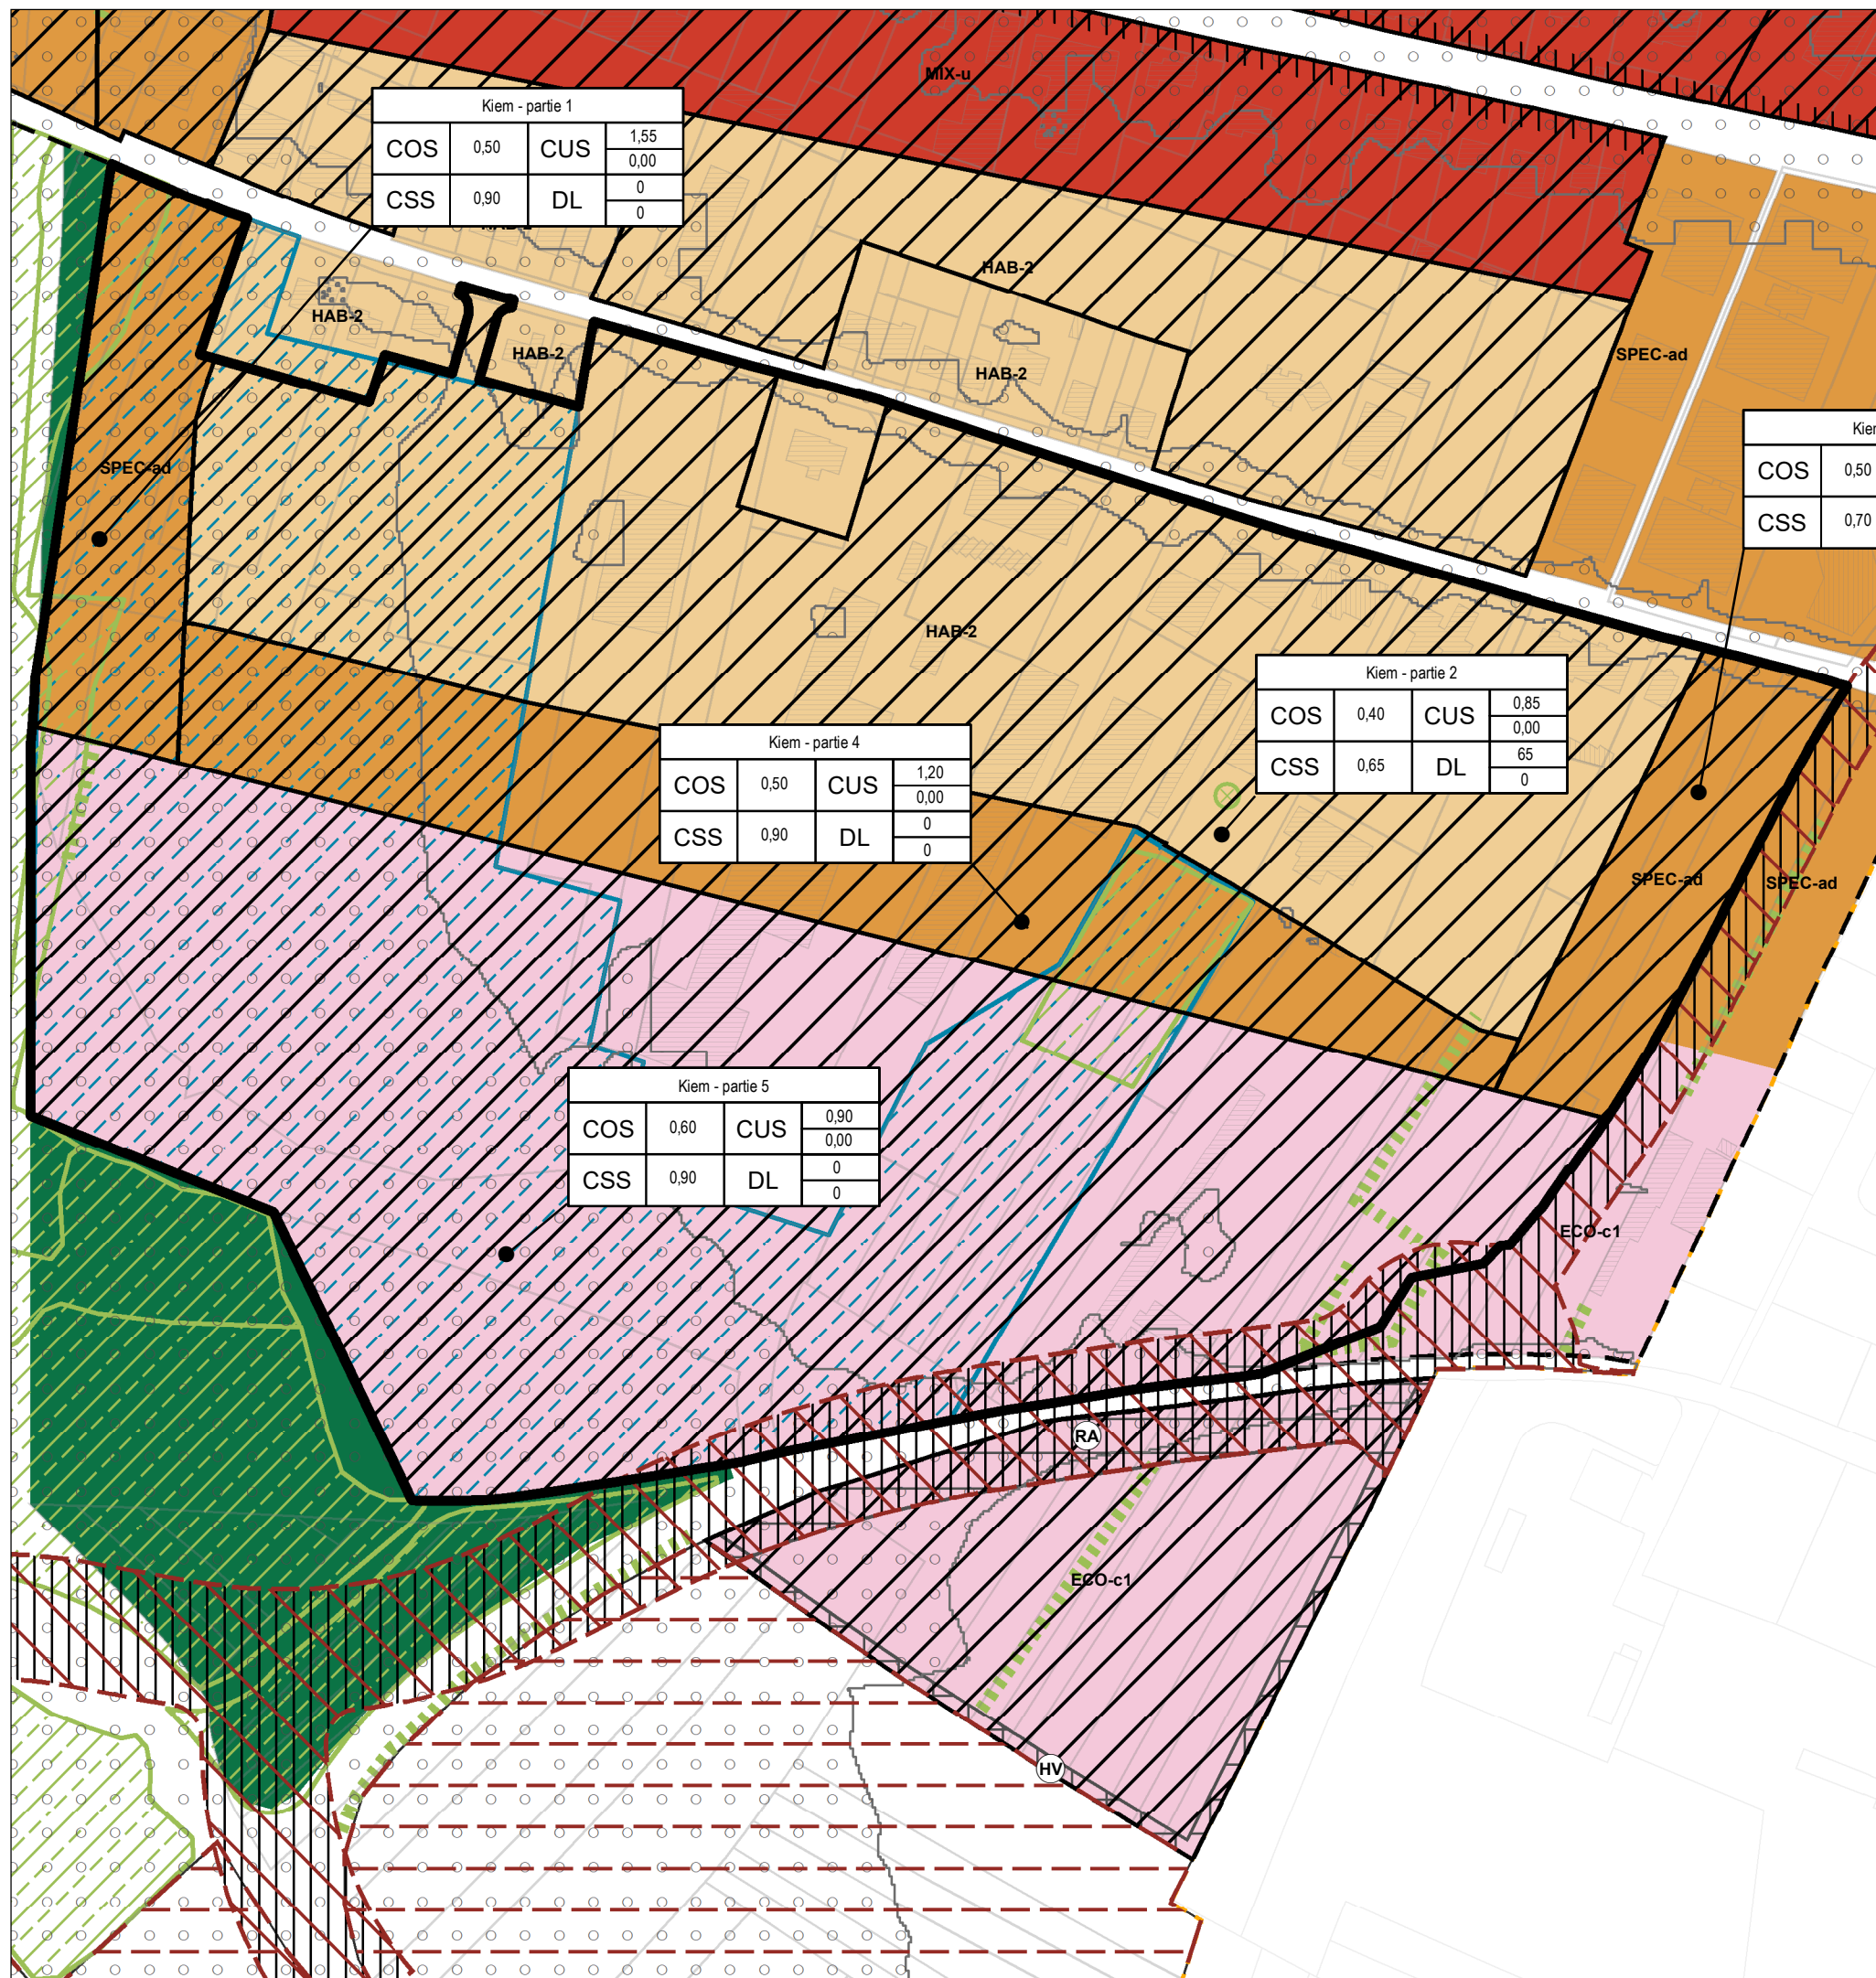 MIX-u
Kiem - partie 1
COS 0,50 CUS 1,55
0,00
CSS 0,90 DL 0
0
HAB-2
HAB-2
HAB-2
HAB-2
SPEC-ad
HAB-2
COS 0,50
CSS 0,70
SPEC-ad
HAB-2
Kiem - partie 2
COS 0,40 CUS 0,85
0,00
CSS 0,65 DL 65
0
Kiem - partie 4
COS 0,50 CUS 1,20
0,00
CSS 0,90 DL 0
0
SPEC-ad
SPEC-ad
Kiem - partie 5
COS 0,60 CUS 0,90
0,00
CSS 0,90 DL 0
0
ECO-c1
RA
ECO-c1
HV